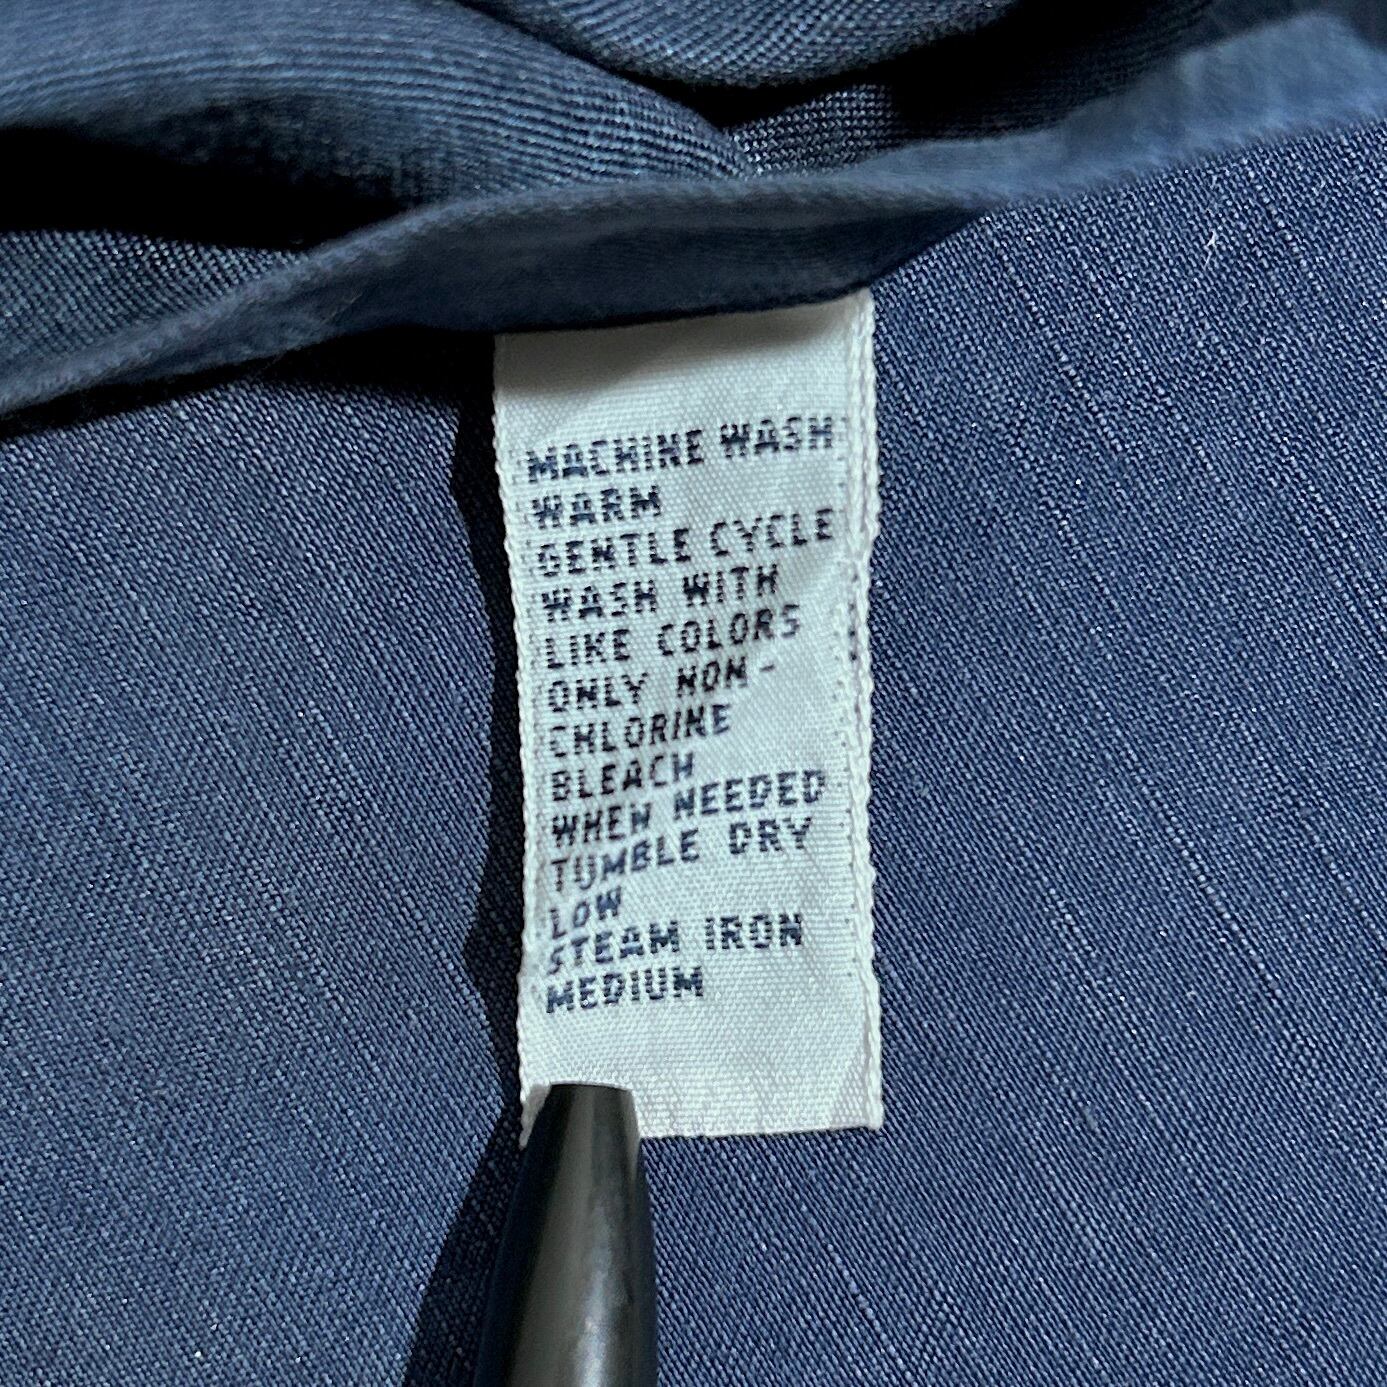 MACHINE WASH
WARM
GENTLE CYCLE
WASH WITH
LIKE COLORS
ONLY NON-
CHLORINE
BLEACH
WHEN NEEDED
TUMBLE DRY
LOW
STEAM IRON
MEDIUM